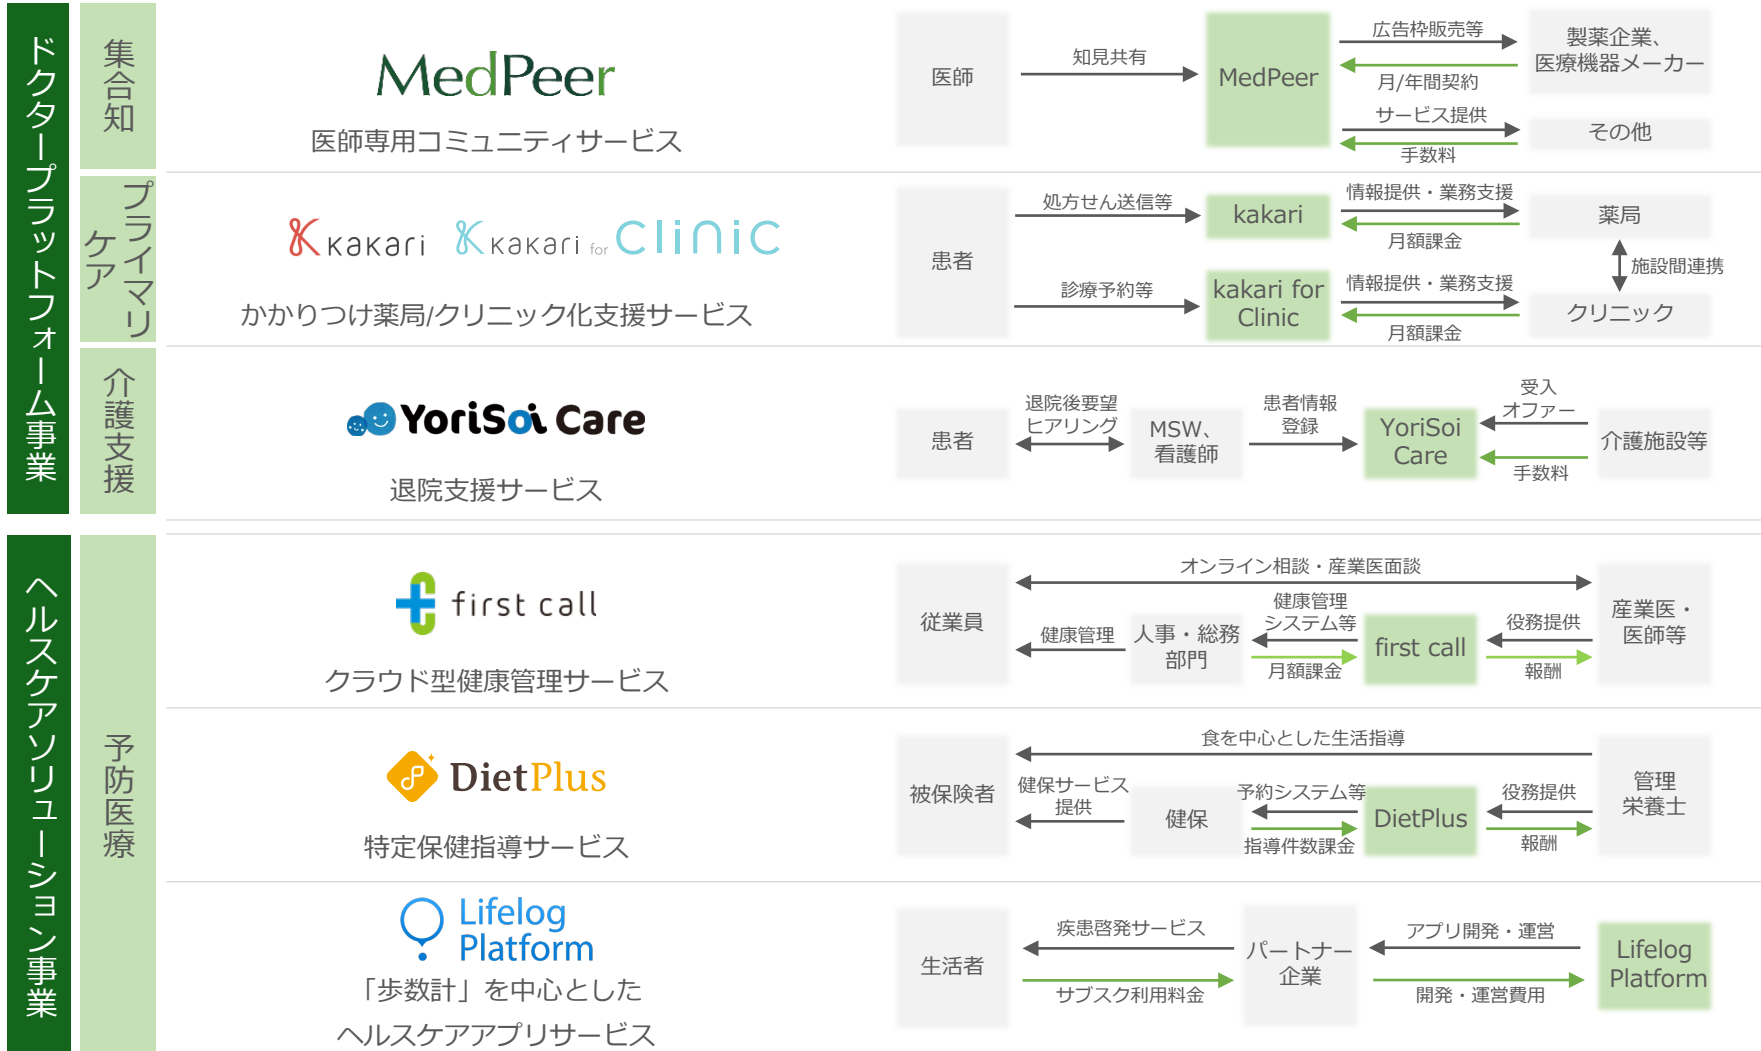 ドクタープラットフォーム事業
集合知
MedPeer
医師専用コミュニティサービス
医師
知見共有
MedPeer
広告枠販売等
月/年間契約
製薬企業、
医療機器メーカー
サービス提供
手数料
その他
プライマリ
ケア
kakari
kakari for clinic
かかりつけ薬局/クリニック化支援サービス
患者
処方せん送信等
kakari
情報提供・業務支援
月額課金
薬局
施設間連携
診療予約等
kakari for
Clinic
情報提供・業務支援
月額課金
クリニック
介護支援
YoriSoi Care
退院支援サービス
患者
退院後要望
ヒアリング
MSW、
看護師
患者情報
登録
YoriSoi
Care
受入
オファー
手数料
介護施設等
ヘルスケアソリューション事業
予防医療
first call
クラウド型健康管理サービス
従業員
オンライン相談・産業医面談
健康管理
人事・総務
部門
健康管理
システム等
月額課金
first call
役務提供
報酬
産業医・
医師等
DietPlus
特定保健指導サービス
被保険者
食を中心とした生活指導
健保サービス
提供
健保
予約システム等
指導件数課金
DietPlus
役務提供
報酬
管理
栄養士
Lifelog
Platform
「歩数計」を中心とした
ヘルスケアアプリサービス
生活者
疾患啓発サービス
サブスク利用料金
パートナー
企業
アプリ開発・運営
開発・運営費用
Lifelog
Platform